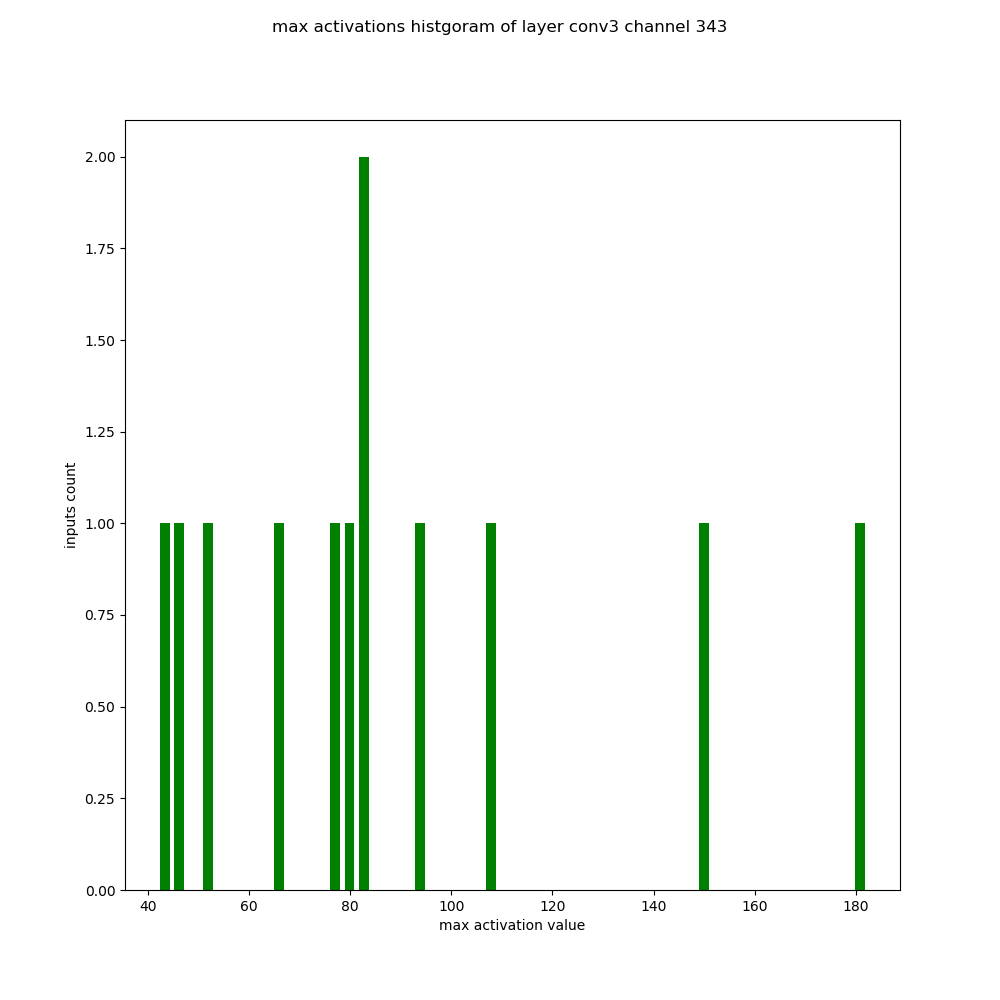 max activations histgoram of layer conv3 channel 343
2.00
1.75
1.50
1.25
1.00
0.75
0.50
0.25
0.00
inputs count
40 60 80 100 120 140 160 180
max activation value